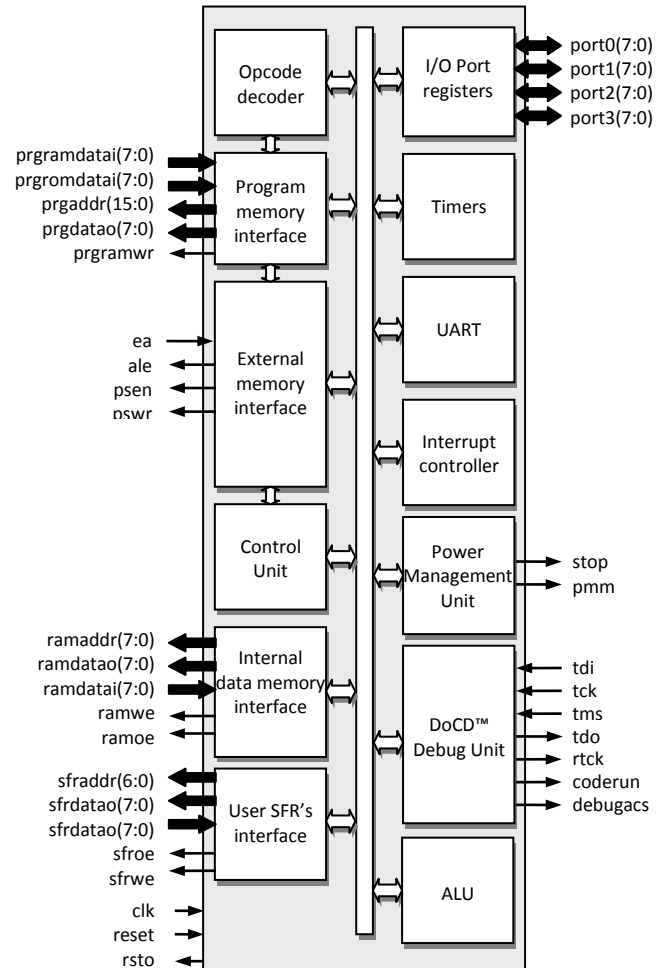 Opcode
decoder
I/O Port
registers
port0(7:0)
port1(7:0)
port2(7:0)
port3(7:0)
prgramdatai(7:0)
prgromdatai(7:0)
prgaddr(15:0)
prgdatao(7:0)
prgramwr
Program
memory
interface
Timers
ea
ale
psen
pswr
External
memory
interface
UART
Interrupt
controller
Control
Unit
Power
Management
Unit
stop
pmm
ramaddr(7:0)
ramdatao(7:0)
ramdatai(7:0)
ramwe
ramoe
Internal
data memory
interface
DoCD™
Debug Unit
tdi
tck
tms
tdo
rtck
coderun
debugacs
sfraddr(6:0)
sfrdatao(7:0)
sfrdatao(7:0)
sfroe
sfrwe
User SFR's
interface
ALU
clk
reset
rsto